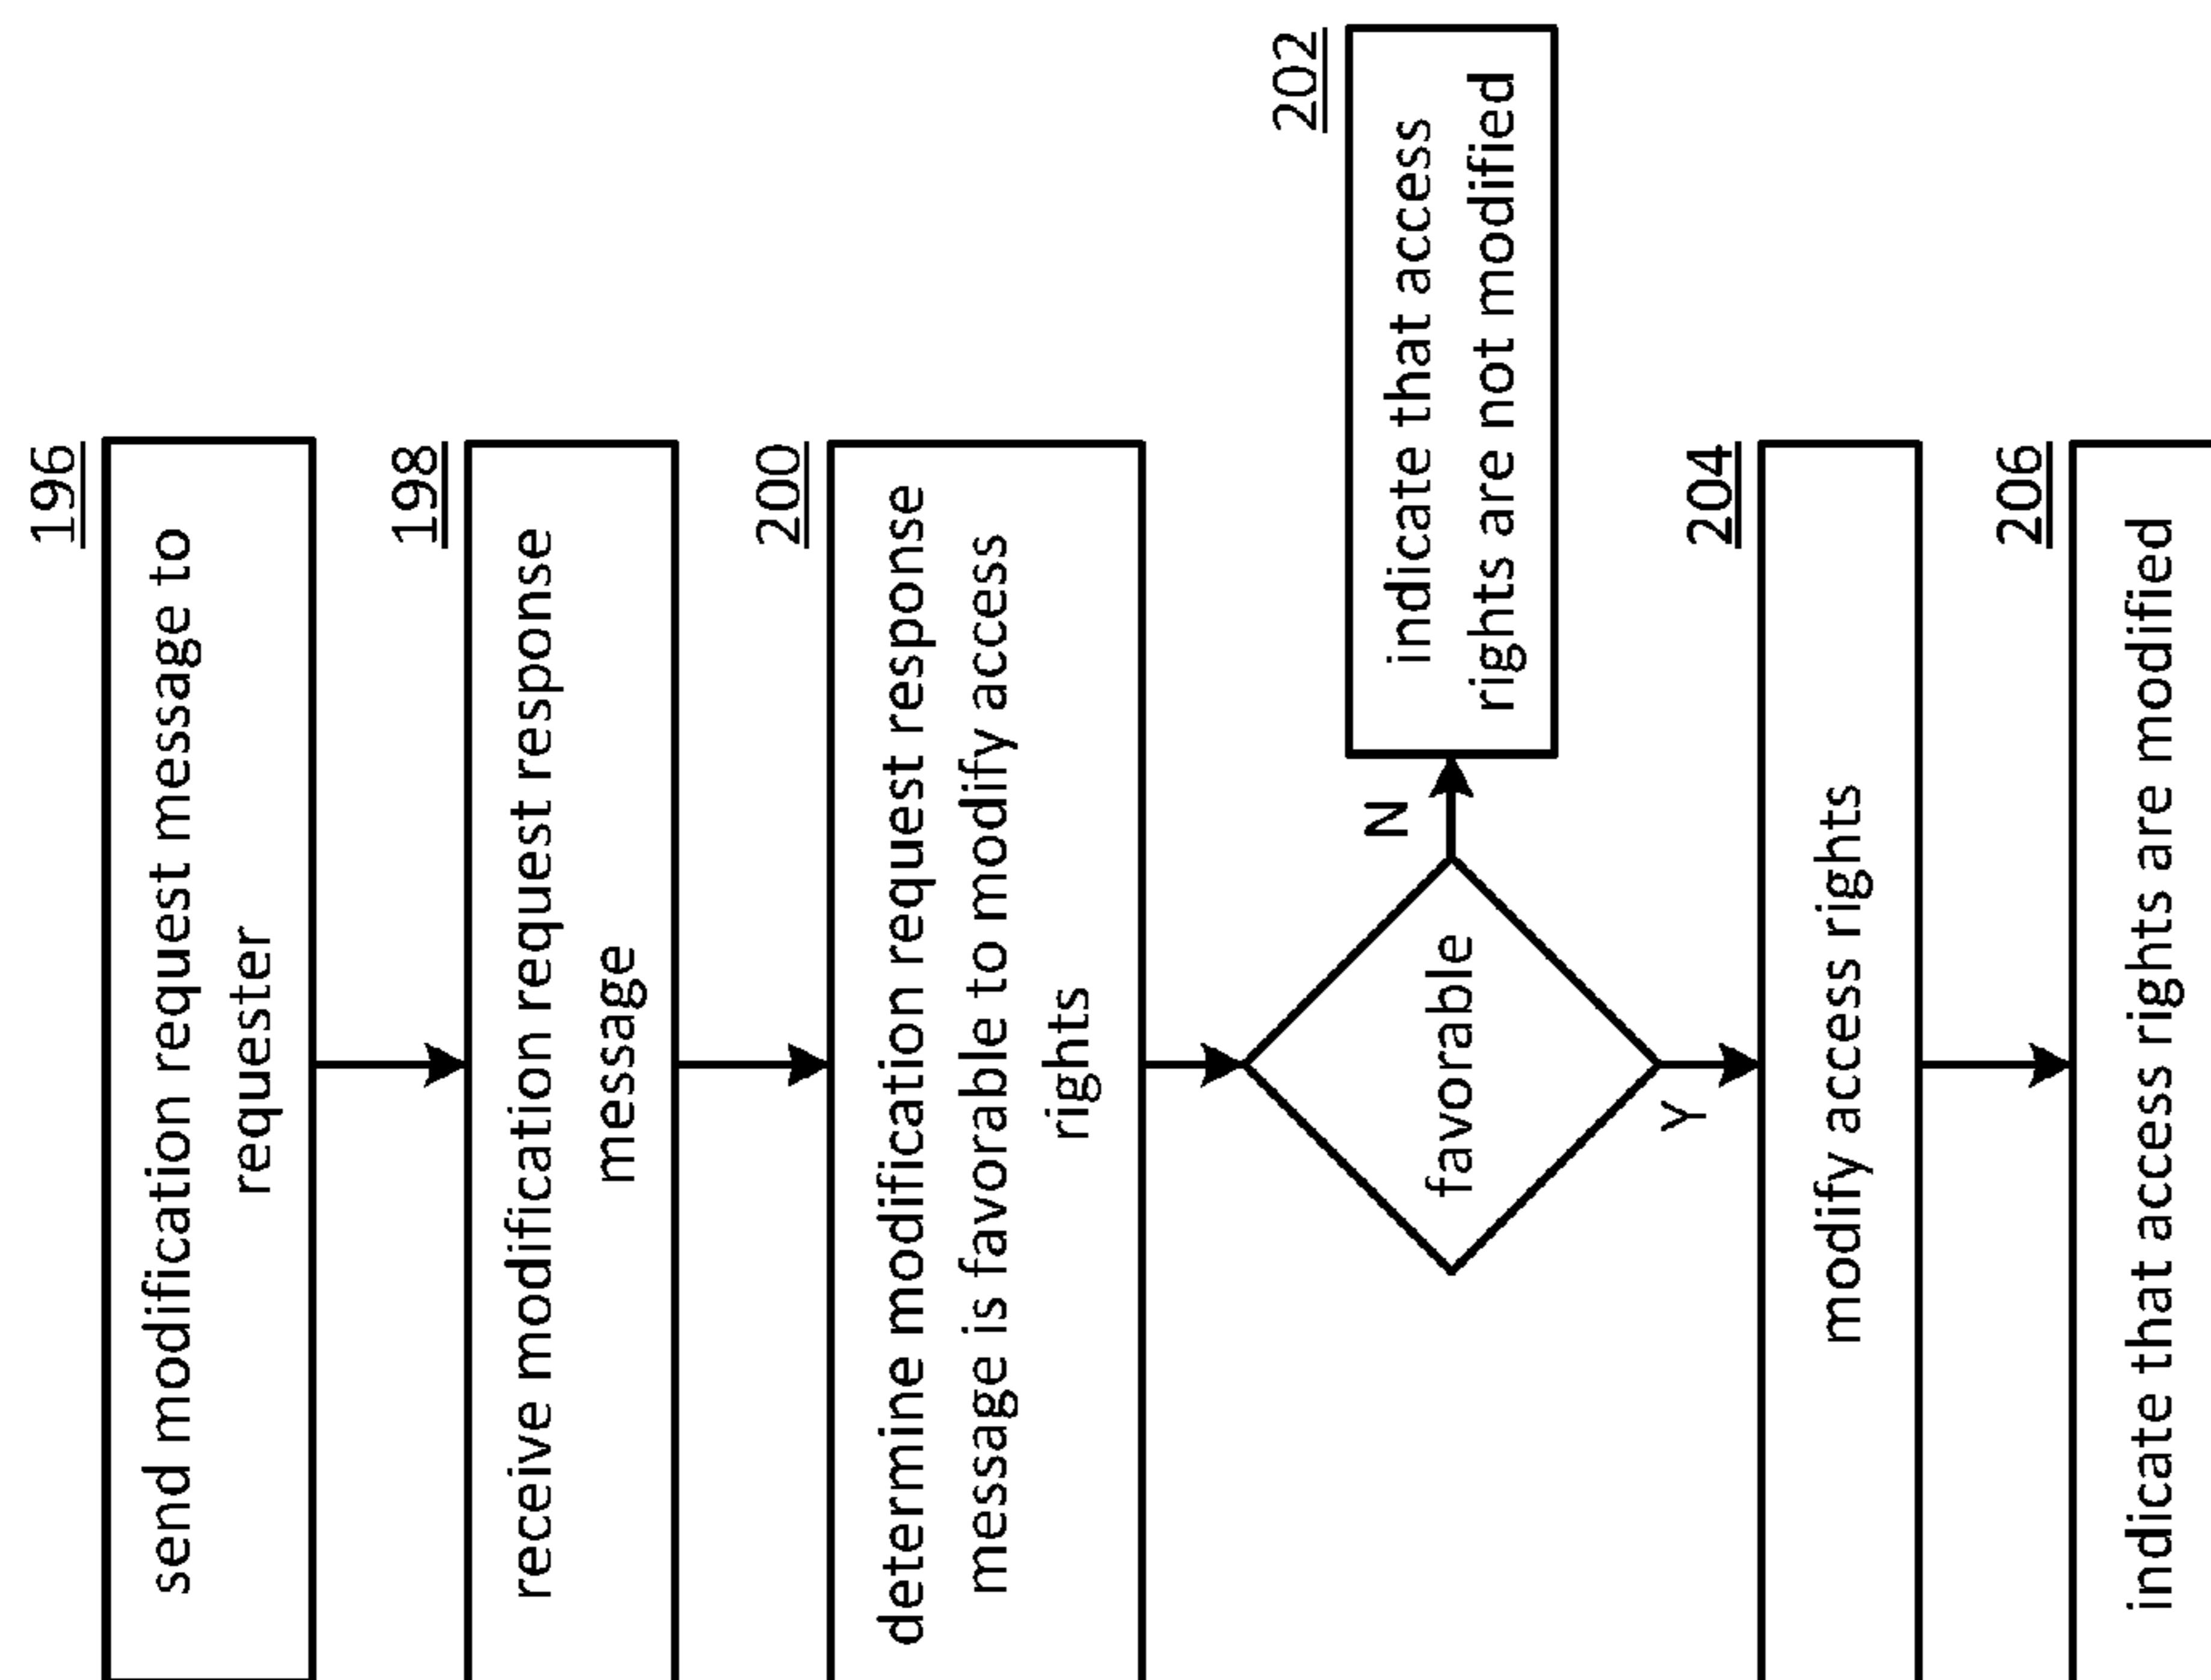 196
send modification request message to
requester
198
receive modification request response
message
200
determine modification request response
message is favorable to modify access
rights
favorable
N
202
indicate that access
rights are not modified
Y
204
modify access rights
206
indicate that access rights are modified